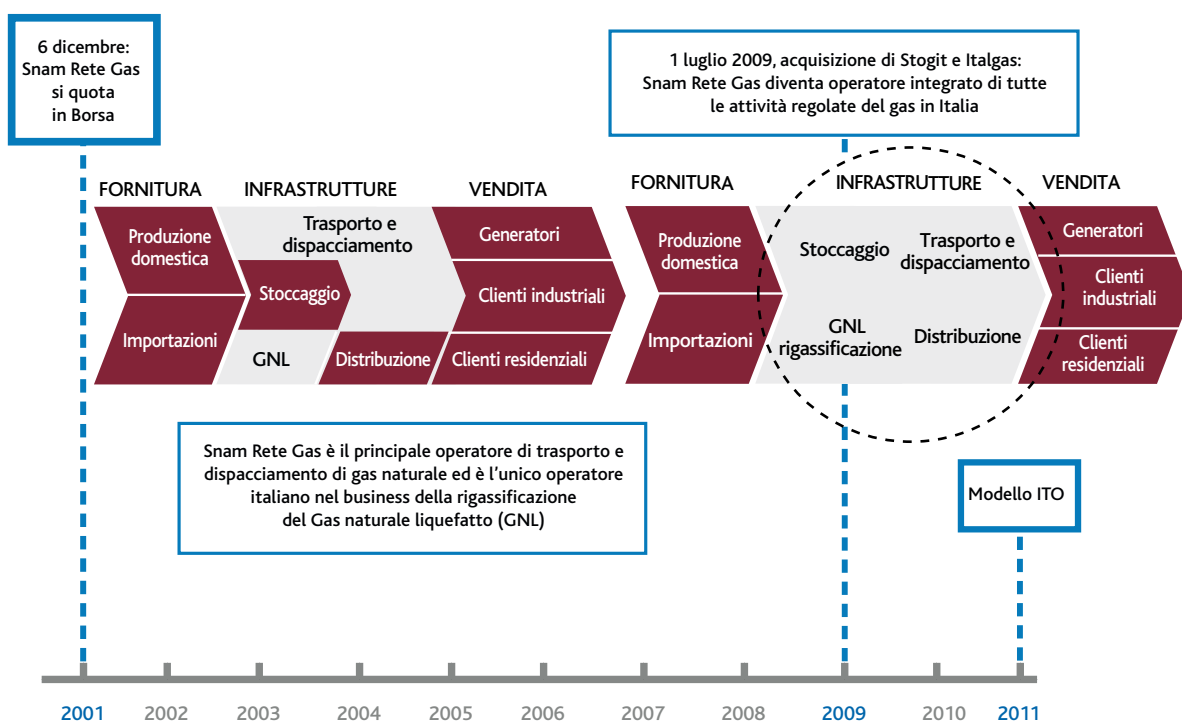 6 dicembre:
Snam Rete Gas
si quota
in Borsa
1 luglio 2009, acquisizione di Stogit e Italgas:
Snam Rete Gas diventa operatore integrato di tutte
le attività regolate del gas in Italia
FORNITURA
INFRASTRUTTURE
VENDITA
Produzione
domestica
Importazioni
Trasporto e
dispacciamento
Stoccaggio
GNL
Distribuzione
Generatori
Clienti industriali
Clienti residenziali
FORNITURA
INFRASTRUTTURE
VENDITA
Produzione
domestica
Importazioni
Stoccaggio
Trasporto e
dispacciamento
GNL
rigassificazione
Distribuzione
Generatori
Clienti
industriali
Clienti
residenziali
Snam Rete Gas è il principale operatore di trasporto e
dispacciamento di gas naturale ed è l'unico operatore
italiano nel business della rigassificazione
del Gas naturale liquefatto (GNL)
Modello ITO
2001 2002 2003 2004 2005 2006 2007 2008 2009 2010 2011